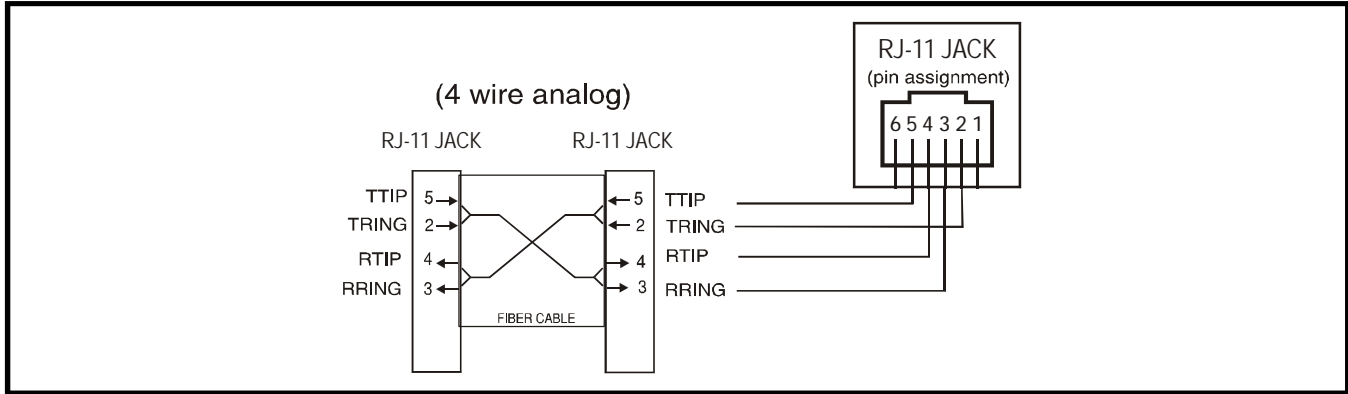 RJ-11 JACK
(pin assignment)
6 5 4 3 2 1
(4 wire analog)
RJ-11 JACK
RJ-11 JACK
TTIP 5
TRING 2
RTIP 4
RRING 3
5 TTIP
2 TRING
4 RTIP
3 RRING
FIBER CABLE